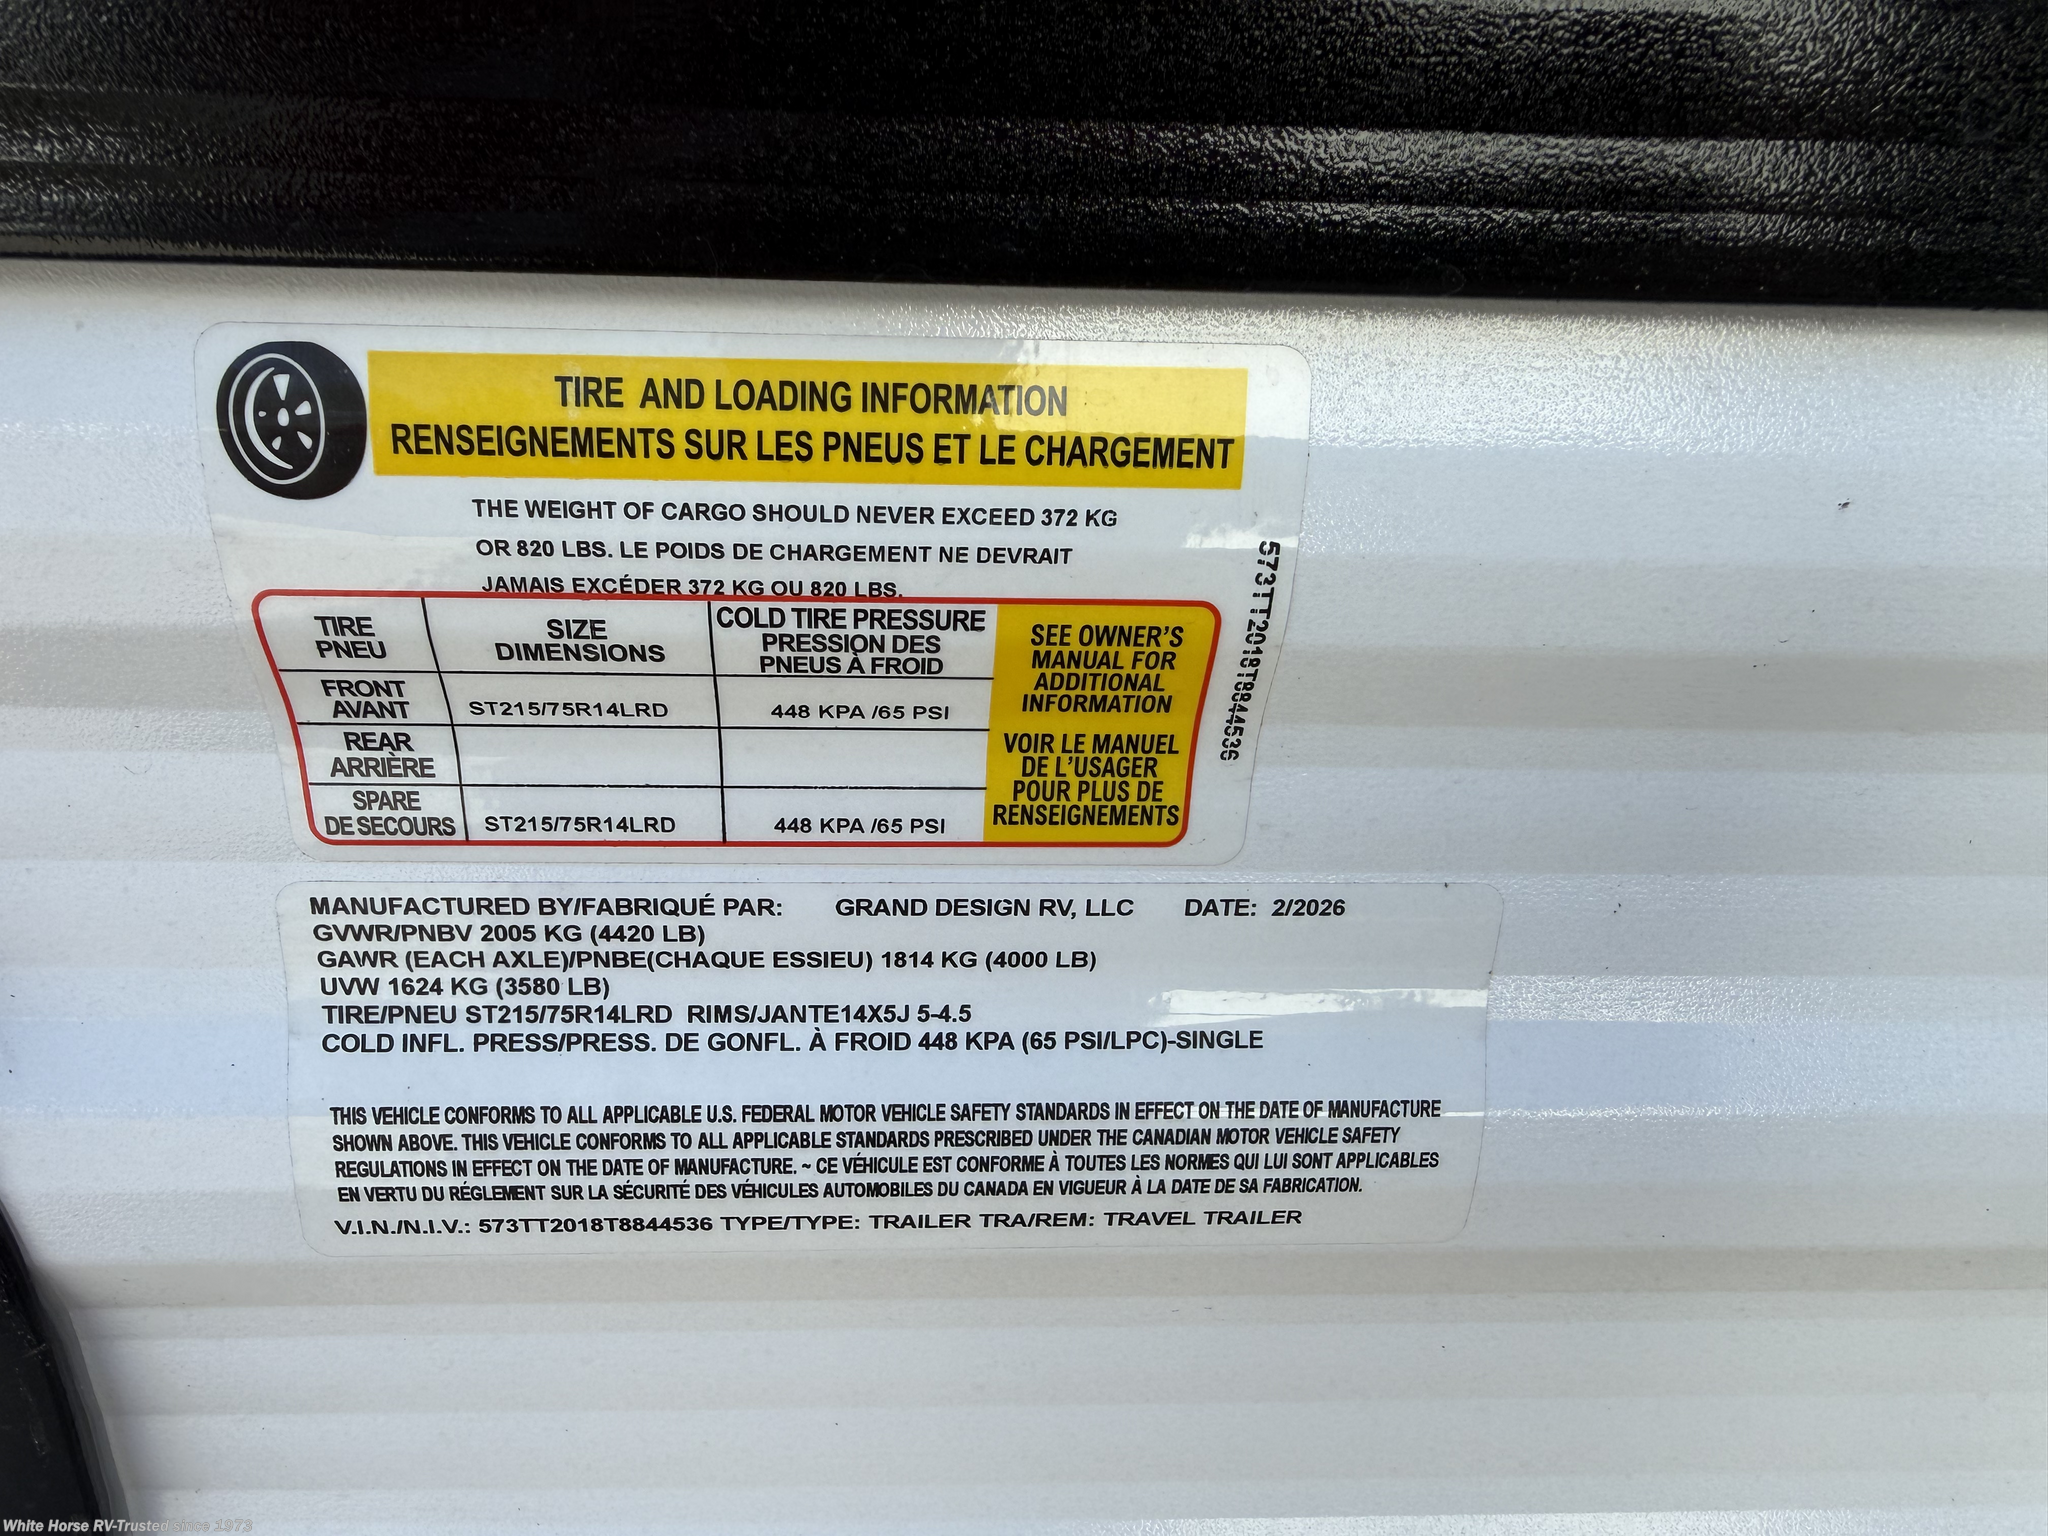 TIRE AND LOADING INFORMATION
RENSEIGNEMENTS SUR LES PNEUS ET LE CHARGEMENT
THE WEIGHT OF CARGO SHOULD NEVER EXCEED 372 KG
OR 820 LBS. LE POIDS DE CHARGEMENT NE DEVRAIT
JAMAIS EXCÉDER 372 KG OU 820 LBS.
TIRE
PNEU
SIZE
DIMENSIONS
COLD TIRE PRESSURE
PRESSION DES
PNEUS À FROID
FRONT
AVANT
ST215/75R14LRD
448 KPA /65 PSI
REAR
ARRIÈRE
SPARE
DE SECOURS
ST215/75R14LRD
448 KPA /65 PSI
SEE OWNER'S
MANUAL FOR
ADDITIONAL
INFORMATION
VOIR LE MANUEL
DE L'USAGER
POUR PLUS DE
RENSEIGNEMENTS
573TT2018T8844536
MANUFACTURED BY/FABRIQUÉ PAR: GRAND DESIGN RV, LLC DATE: 2/2026
GVWR/PNBV 2005 KG (4420 LB)
GAWR (EACH AXLE)/PNBE(CHAQUE ESSIEU) 1814 KG (4000 LB)
UVW 1624 KG (3580 LB)
TIRE/PNEU ST215/75R14LRD RIMS/JANTE14X5J 5-4.5
COLD INFL. PRESS/PRESS. DE GONFL. À FROID 448 KPA (65 PSI/LPC)-SINGLE
THIS VEHICLE CONFORMS TO ALL APPLICABLE U.S. FEDERAL MOTOR VEHICLE SAFETY STANDARDS IN EFFECT ON THE DATE OF MANUFACTURE
SHOWN ABOVE. THIS VEHICLE CONFORMS TO ALL APPLICABLE STANDARDS PRESCRIBED UNDER THE CANADIAN MOTOR VEHICLE SAFETY
REGULATIONS IN EFFECT ON THE DATE OF MANUFACTURE. ~ CE VÉHICULE EST CONFORME À TOUTES LES NORMES QUI LUI SONT APPLICABLES
EN VERTU DU RÉGLEMENT SUR LA SÉCURITÉ DES VÉHICULES AUTOMOBILES DU CANADA EN VIGUEUR À LA DATE DE SA FABRICATION.
V.I.N./N.I.V.: 573TT2018T8844536 TYPE/TYPE: TRAILER TRA/REM: TRAVEL TRAILER
White Horse RV-Trusted since 1973